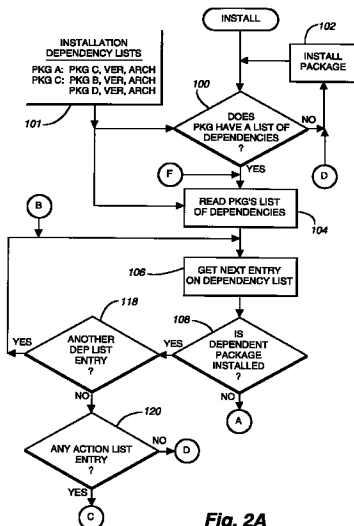 INSTALLATION
DEPENDENCY LISTS
PKG A: PKG C, VER, ARCH
PKG C: PKG B, VER, ARCH
PKG D, VER, ARCH
101
INSTALL
102
INSTALL
PACKAGE
100
DOES
PKG HAVE A LIST OF
DEPENDENCIES
?
NO
D
YES
F
READ PKG'S LIST
OF DEPENDENCIES
104
B
106
GET NEXT ENTRY
ON DEPENDENCY LIST
118
108
YES
ANOTHER
DEP LIST
ENTRY
?
YES
IS
DEPENDENT
PACKAGE
INSTALLED
?
NO
NO
A
120
ANY ACTION LIST
ENTRY
?
NO
D
YES
C
Fig. 2A